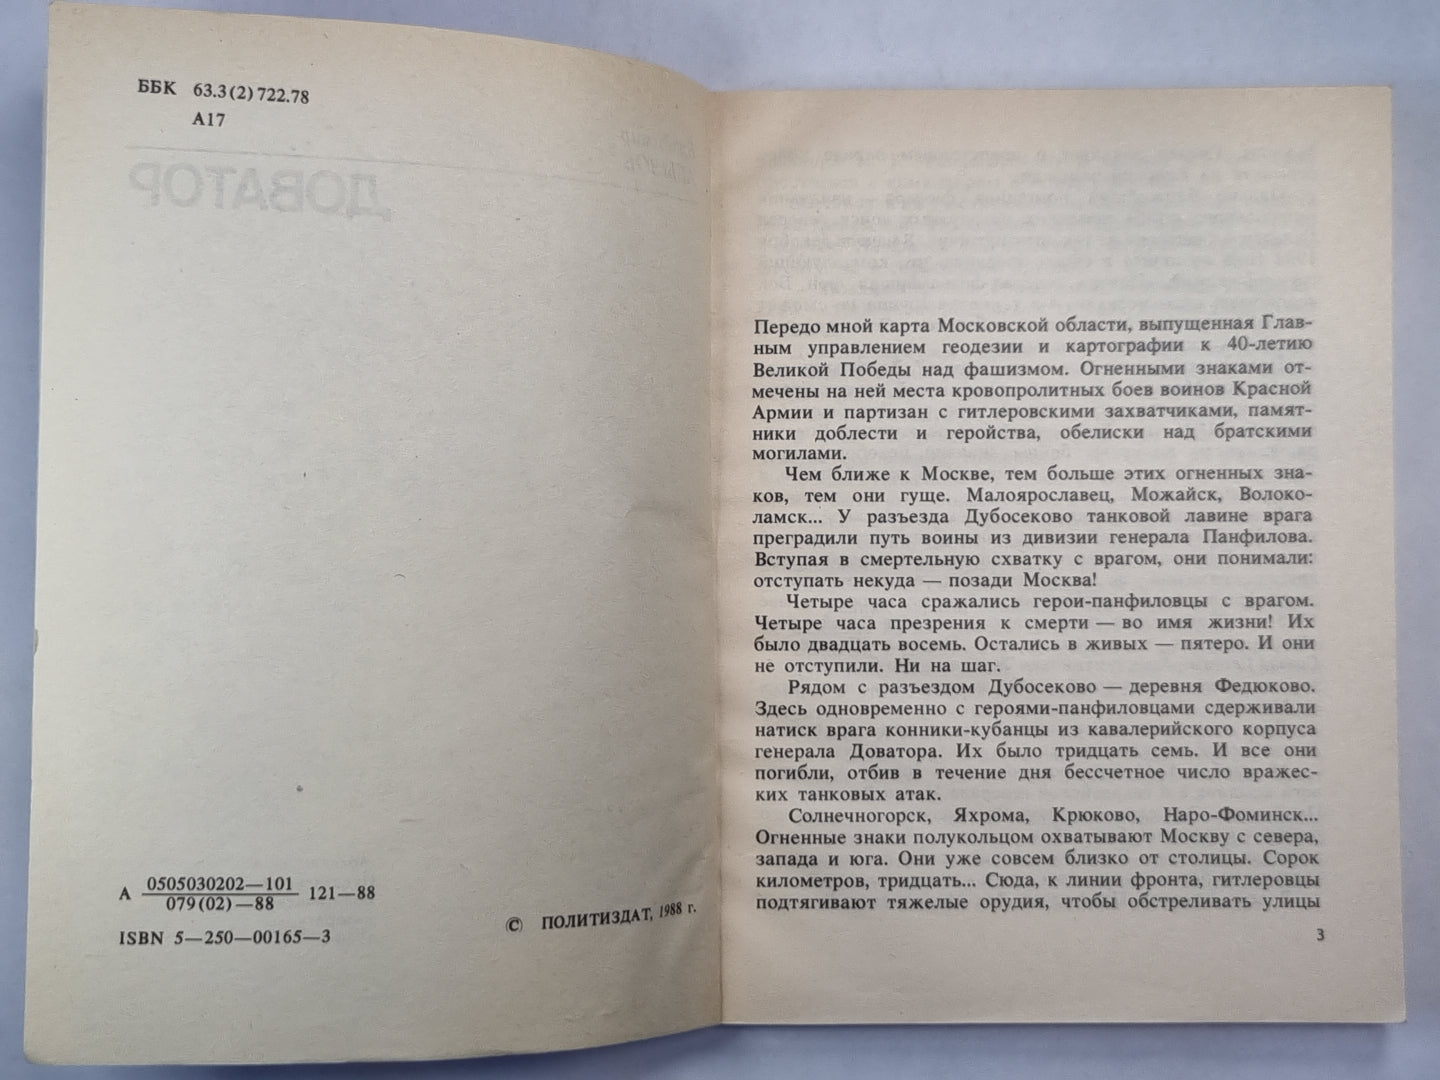 ББК 63.3(2)722.78
А17
ДОВАТОР
А 0505030202—101 121—88
079(02)—88
ISBN 5—250—00165—3
© ПОЛИТИЗДАТ, 1988 г.
Передо мной карта Московской области, выпущенная Глав-
ным управлением геодезии и картографии к 40-летию
Великой Победы над фашизмом. Огненными знаками от-
мечены на ней места кровопролитных боев воинов Красной
Армии и партизан с гитлеровскими захватчиками, памят-
ники доблести и геройства, обелиски над братскими
могилами.
Чем ближе к Москве, тем больше этих огненных зна-
ков, тем они гуще. Малоярославец, Можайск, Волоко-
ламск... У разъезда Дубосеково танковой лавине врага
преградили путь воины из дивизии генерала Панфилова.
Вступая в смертельную схватку с врагом, они понимали:
отступать некуда — позади Москва!
Четыре часа сражались герои-панфиловцы с врагом.
Четыре часа презрения к смерти — во имя жизни! Их
было двадцать восемь. Остались в живых — пятеро. И они
не отступили. Ни на шаг.
Рядом с разъездом Дубосеково — деревня Федюково.
Здесь одновременно с героями-панфиловцами сдерживали
натиск врага конники-кубанцы из кавалерийского корпуса
генерала Доватора. Их было тридцать семь. И все они
погибли, отбив в течение дня бессчетное число вражес-
ких танковых атак.
Солнечногорск, Яхрома, Крюково, Наро-Фоминск...
Огненные знаки полукольцом охватывают Москву с севера,
запада и юга. Они уже совсем близко от столицы. Сорок
километров, тридцать... Сюда, к линии фронта, гитлеровцы
подтягивают тяжелые орудия, чтобы обстреливать улицы
3